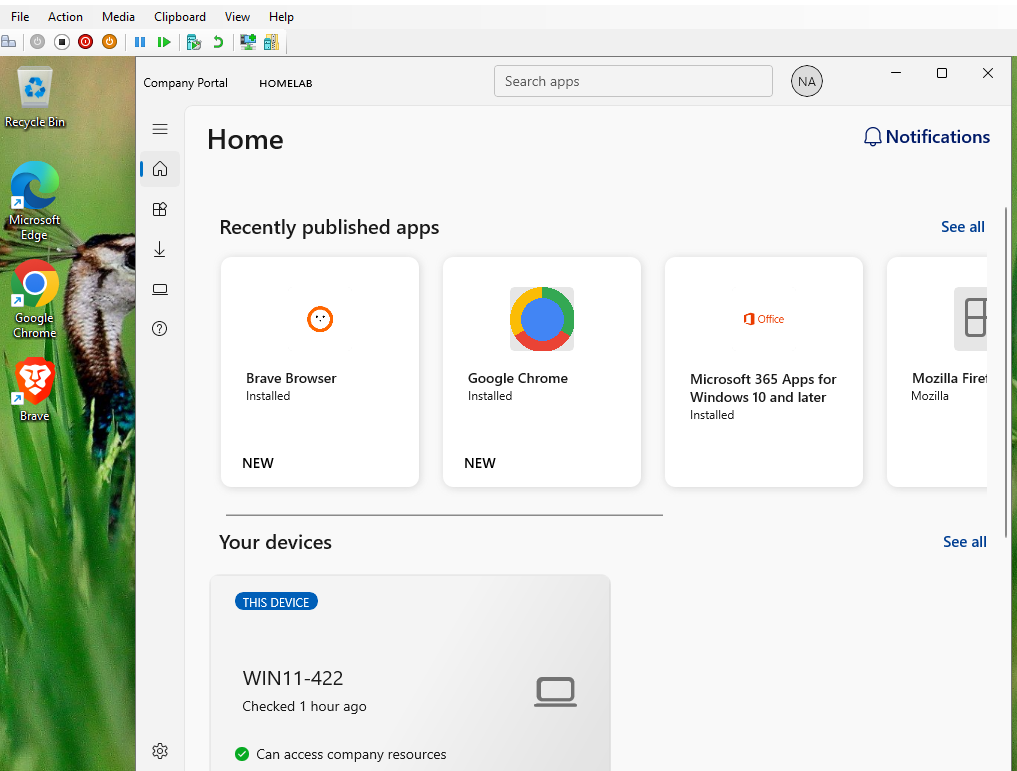 File Action Media Clipboard View Help
Company Portal HOMELAB Search apps NA
Recycle Bin
Microsoft Edge
Google Chrome
Brave
Home Notifications
Recently published apps See all
Brave Browser
Installed
NEW
Google Chrome
Installed
NEW
Office
Microsoft 365 Apps for
Windows 10 and later
Installed
Mozilla Firef
Mozilla
Your devices See all
THIS DEVICE
WIN11-422
Checked 1 hour ago
Can access company resources